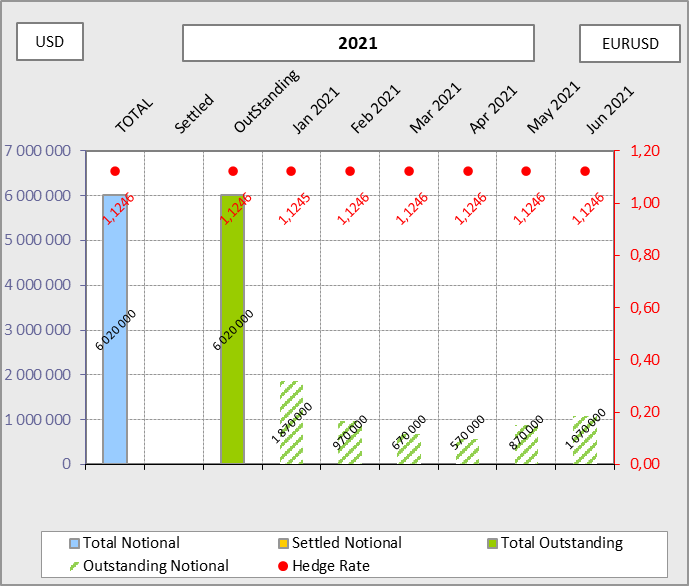 USD
2021
EURUSD
TOTAL
Settled
OutStanding
Jan 2021
Feb 2021
Mar 2021
Apr 2021
May 2021
Jun 2021
7 000 000
6 000 000
5 000 000
4 000 000
3 000 000
2 000 000
1 000 000
0
1,20
1,00
0,80
0,60
0,40
0,20
0,00
1,1246
1,1246
1,1245
1,1246
1,1246
1,1246
1,1246
1,1246
6 020 000
6 020 000
1 870 000
970 000
670 000
570 000
870 000
1 070 000
Total Notional
Settled Notional
Total Outstanding
Outstanding Notional
Hedge Rate